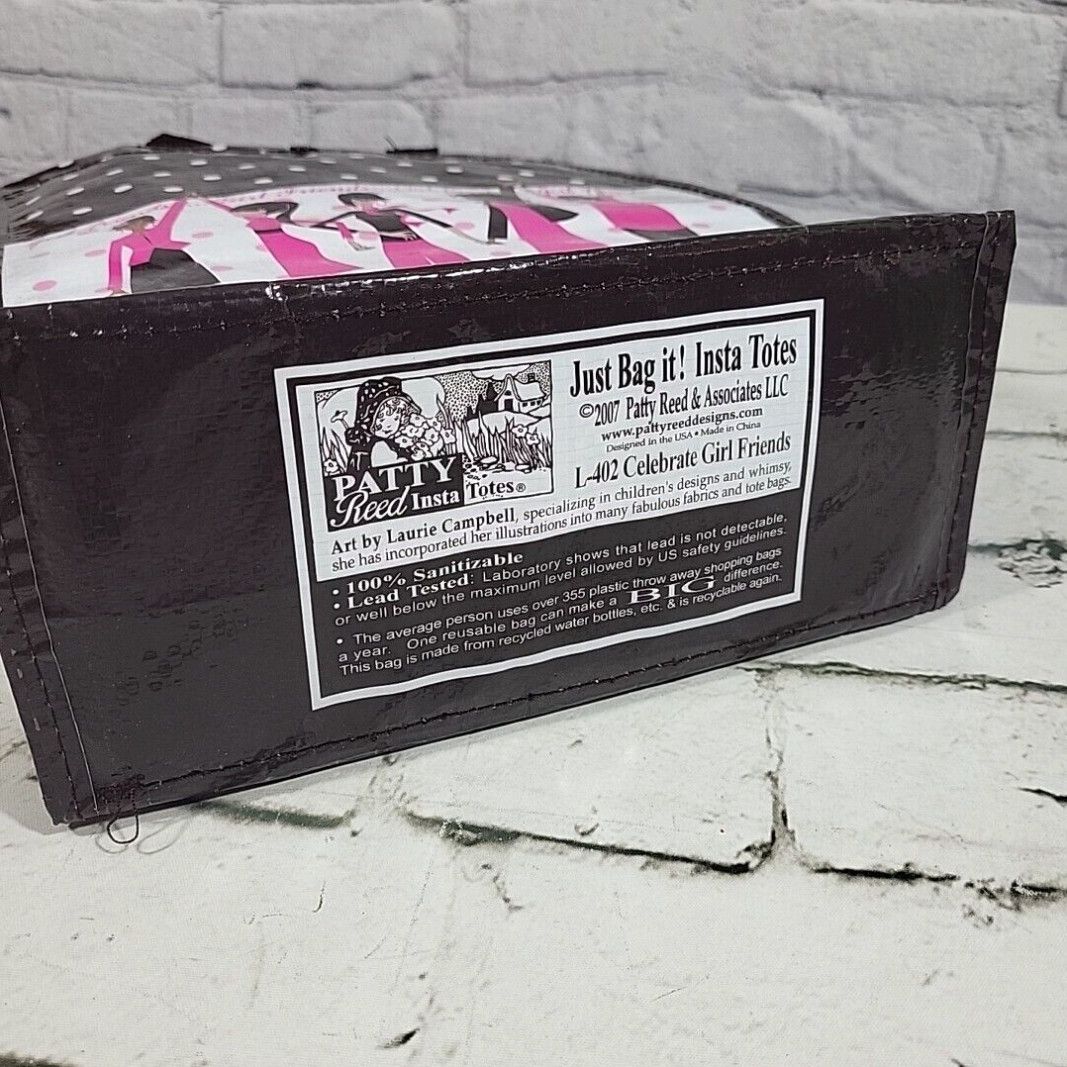 PATTY
Reed Insta Totes®
Just Bag it! Insta Totes
©2007 Patty Reed & Associates LLC
www.pattyreeddesigns.com
Designed in the USA • Made in China
L-402 Celebrate Girl Friends
Art by Laurie Campbell, specializing in children's designs and whimsy,
she has incorporated her illustrations into many fabulous fabrics and tote bags.
• 100% Sanitizable
• Lead Tested: Laboratory shows that lead is not detectable,
or well below the maximum level allowed by US safety guidelines.
• The average person uses over 355 plastic throw away shopping bags
a year. One reusable bag can make a BIG difference.
This bag is made from recycled water bottles, etc. & is recyclable again.